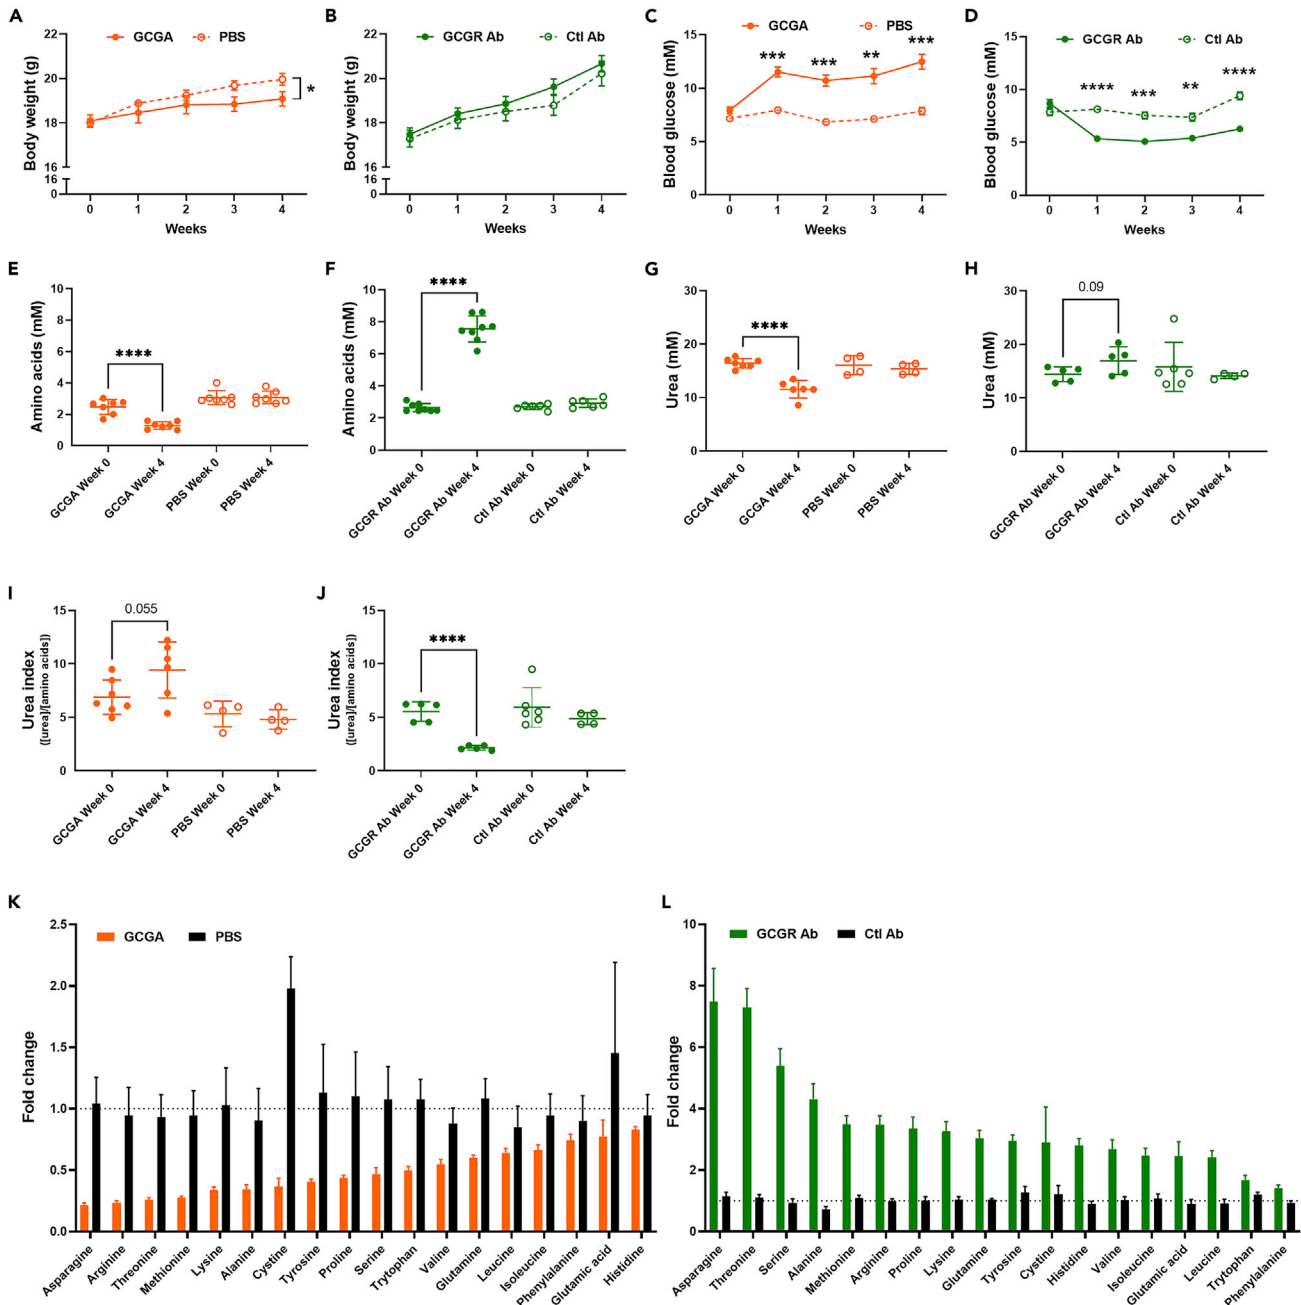 A
GCGA PBS
Body weight (g)
22
20
18
16
16
0
*
0 1 2 3 4
Weeks
B
GCGR Ab Ctl Ab
Body weight (g)
22
20
18
16
16
0
0 1 2 3 4
Weeks
C
GCGA PBS
Blood glucose (mM)
15
10
5
0
*** *** ** ***
0 1 2 3 4
Weeks
D
GCGR Ab Ctl Ab
Blood glucose (mM)
15
10
5
0
**** *** ** ****
0 1 2 3 4
Weeks
E
Amino acids (mM)
10
8
6
4
2
0
****
GCGA Week 0
GCGA Week 4
PBS Week 0
PBS Week 4
F
Amino acids (mM)
10
8
6
4
2
0
****
GCGR Ab Week 0
GCGR Ab Week 4
Ctl Ab Week 0
Ctl Ab Week 4
G
Urea (mM)
30
20
10
0
****
GCGA Week 0
GCGA Week 4
PBS Week 0
PBS Week 4
H
Urea (mM)
30
20
10
0
0.09
GCGR Ab Week 0
GCGR Ab Week 4
Ctl Ab Week 0
Ctl Ab Week 4
I
Urea index
([urea]/[amino acids])
15
10
5
0
0.055
GCGA Week 0
GCGA Week 4
PBS Week 0
PBS Week 4
J
Urea index
([urea]/[amino acids])
15
10
5
0
****
GCGR Ab Week 0
GCGR Ab Week 4
Ctl Ab Week 0
Ctl Ab Week 4
K
GCGA PBS
Fold change
2.5
2.0
1.5
1.0
0.5
0.0
Asparagine
Arginine
Threonine
Methionine
Lysine
Alanine
Cystine
Tyrosine
Proline
Serine
Trytophan
Valine
Glutamine
Leucine
Isoleucine
Phenylalanine
Glutamic acid
Histidine
L
GCGR Ab Ctl Ab
Fold change
10
8
6
4
2
0
Asparagine
Threonine
Serine
Alanine
Methionine
Arginine
Proline
Lysine
Glutamine
Tyrosine
Cystine
Histidine
Valine
Isoleucine
Glutamic acid
Leucine
Trytophan
Phenylalanine